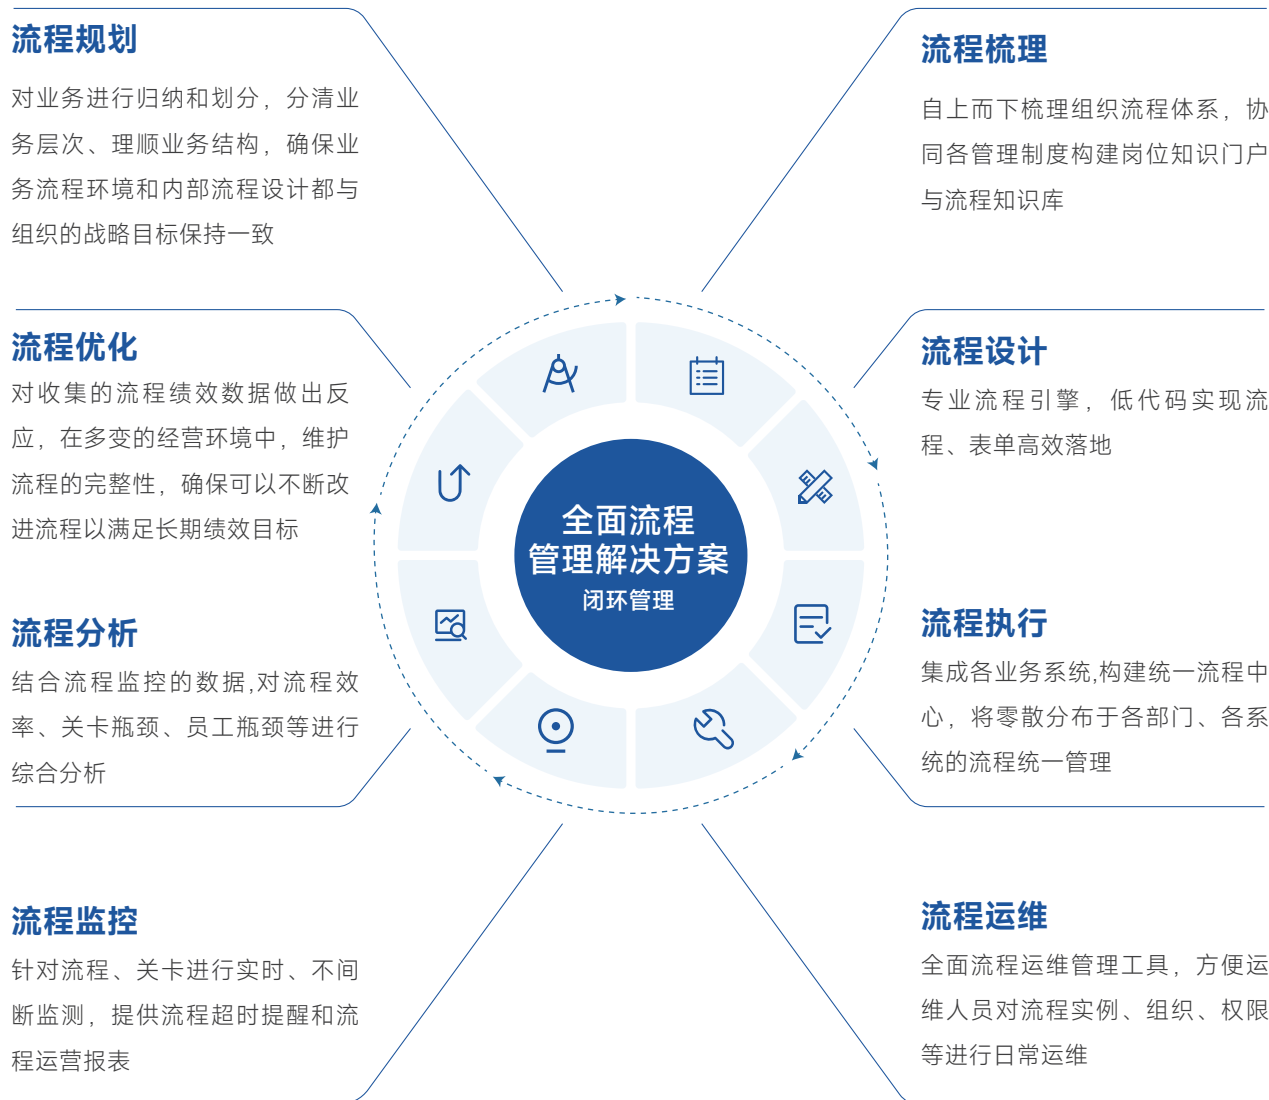 流程规划
对业务进行归纳和划分，分清业
务层次、理顺业务结构，确保业
务流程环境和内部流程设计都与
组织的战略目标保持一致
流程梳理
自上而下梳理组织流程体系，协
同各管理制度构建岗位知识门户
与流程知识库
流程优化
对收集的流程绩效数据做出反
应，在多变的经营环境中，维护
流程的完整性，确保可以不断改
进流程以满足长期绩效目标
流程设计
专业流程引擎，低代码实现流
程、表单高效落地
全面流程
管理解决方案
闭环管理
流程分析
结合流程监控的数据,对流程效
率、关卡瓶颈、员工瓶颈等进行
综合分析
流程执行
集成各业务系统,构建统一流程中
心，将零散分布于各部门、各系
统的流程统一管理
流程监控
针对流程、关卡进行实时、不间
断监测，提供流程超时提醒和流
程运营报表
流程运维
全面流程运维管理工具，方便运
维人员对流程实例、组织、权限
等进行日常运维